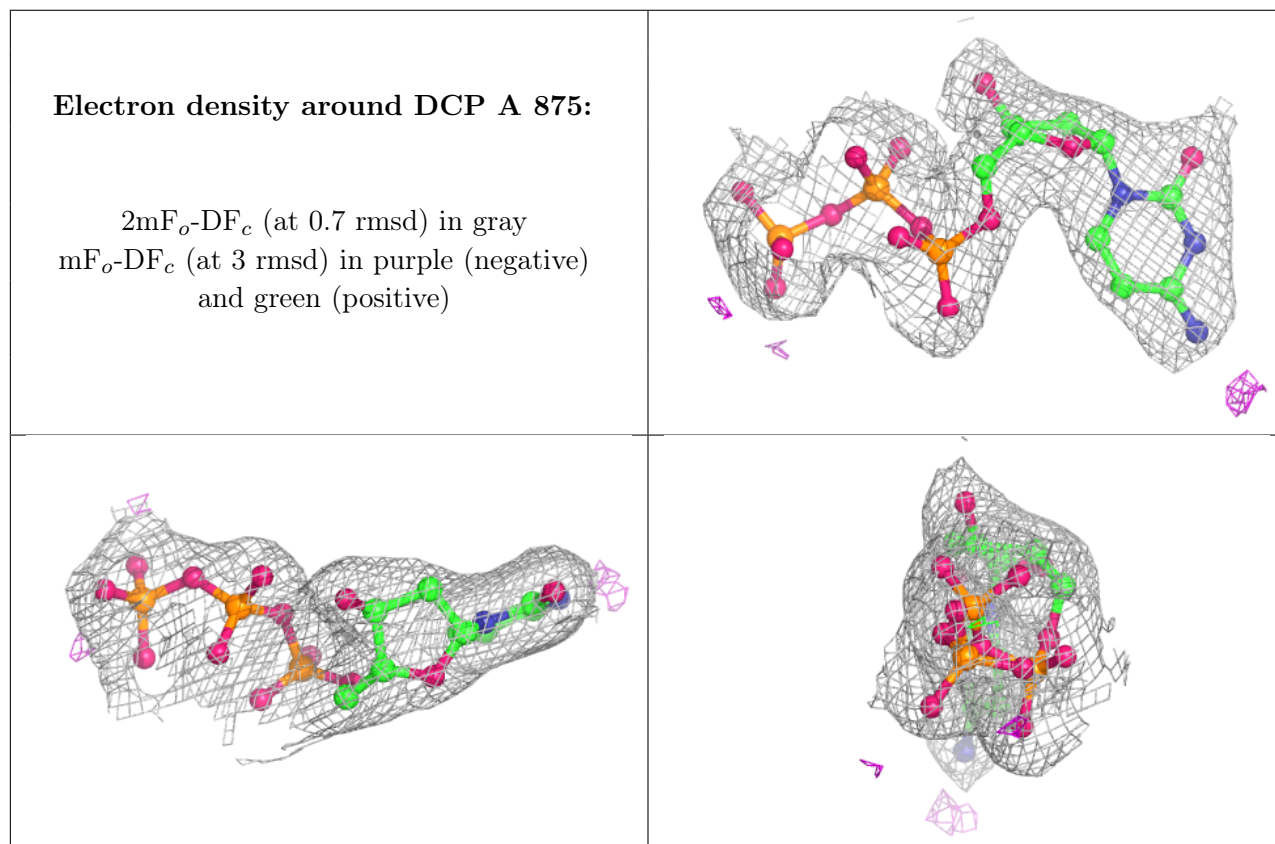 Electron density around DCP A 875:
2mFo-DFc (at 0.7 rmsd) in gray
mFo-DFc (at 3 rmsd) in purple (negative)
and green (positive)